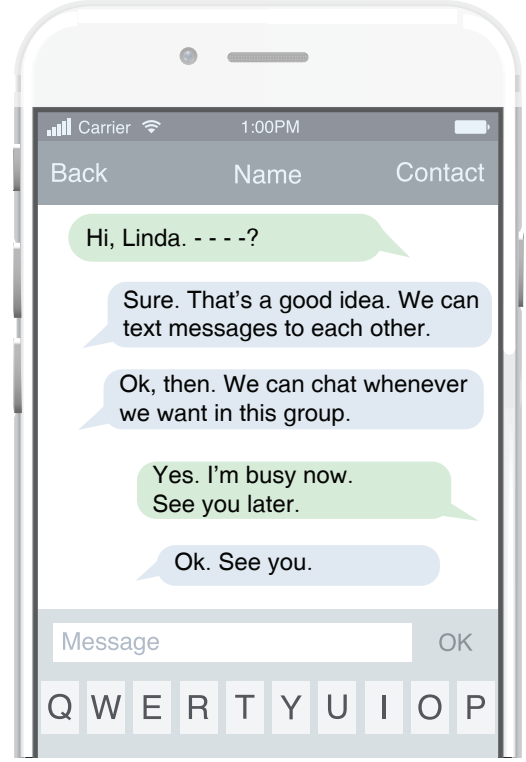 Carrier 1:00PM
Back Name Contact
Hi, Linda. - - - -?
Sure. That’s a good idea. We can
text messages to each other.
Ok, then. We can chat whenever
we want in this group.
Yes. I’m busy now.
See you later.
Ok. See you.
Message OK
Q W E R T Y U I O P